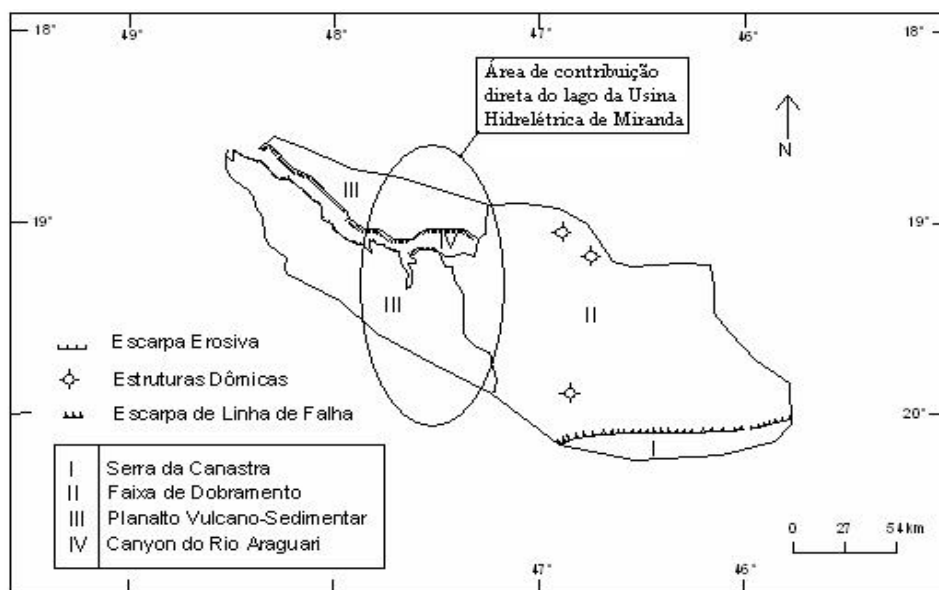 18°
49°
48°
47°
46°
18°
Área de contribuição
direta do lago da Usina
Hidrelétrica de Miranda
N
19°
19°
III
IV
III
II
Escarpa Erosiva
Estruturas Dômicas
Escarpa de Linha de Falha
20°
20°
I
I Serra da Canastra
II Faixa de Dobramento
III Planalto Vulcano-Sedimentar
IV Canyon do Rio Araguari
0 27 54 km
47°
46°